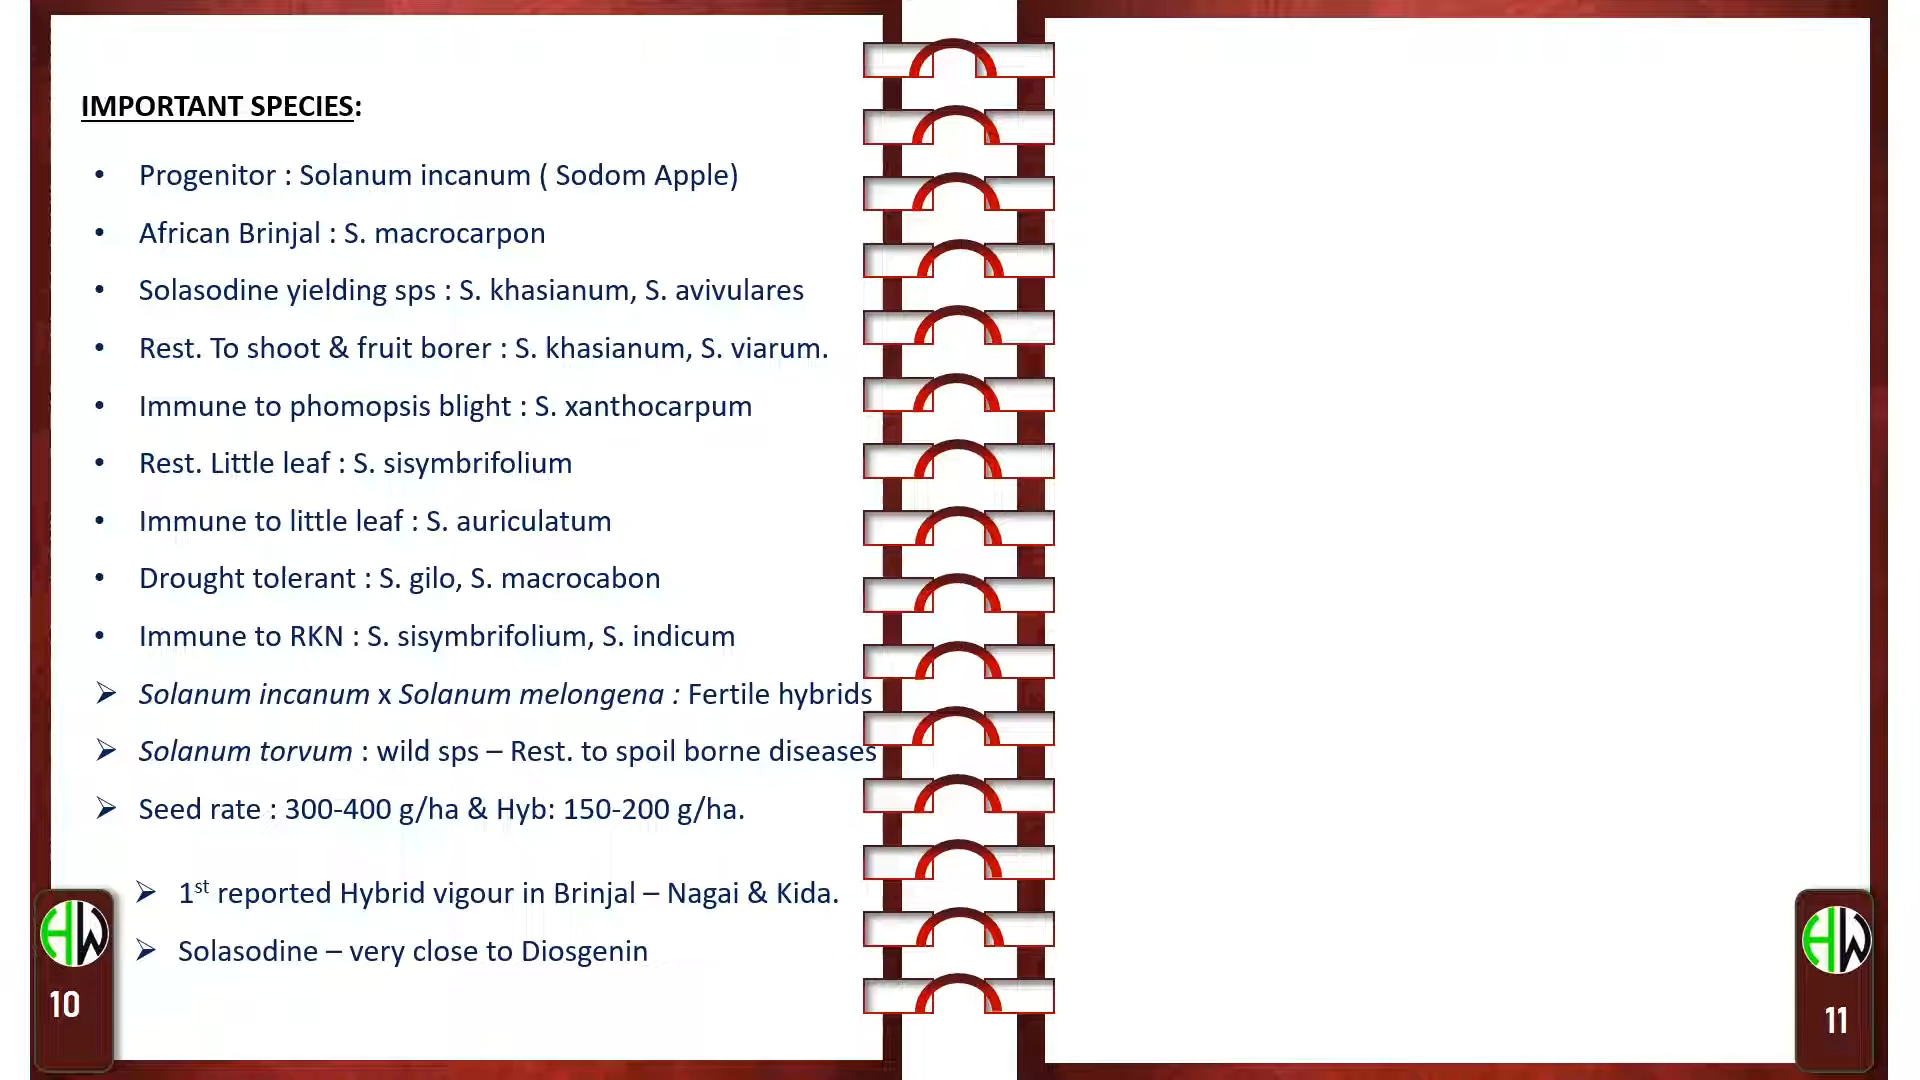 IMPORTANT SPECIES:
• Progenitor : Solanum incanum ( Sodom Apple)
• African Brinjal : S. macrocarpon
• Solasodine yielding sps : S. khasianum, S. avivulares
• Rest. To shoot & fruit borer : S. khasianum, S. viarum.
• Immune to phomopsis blight : S. xanthocarpum
• Rest. Little leaf : S. sisymbrifolium
• Immune to little leaf : S. auriculatum
• Drought tolerant : S. gilo, S. macrocabon
• Immune to RKN : S. sisymbrifolium, S. indicum
➢ Solanum incanum x Solanum melongena : Fertile hybrids
➢ Solanum torvum : wild sps – Rest. to spoil borne diseases
➢ Seed rate : 300-400 g/ha & Hyb: 150-200 g/ha.
➢ 1st reported Hybrid vigour in Brinjal – Nagai & Kida.
➢ Solasodine – very close to Diosgenin
HW
10
HW
11